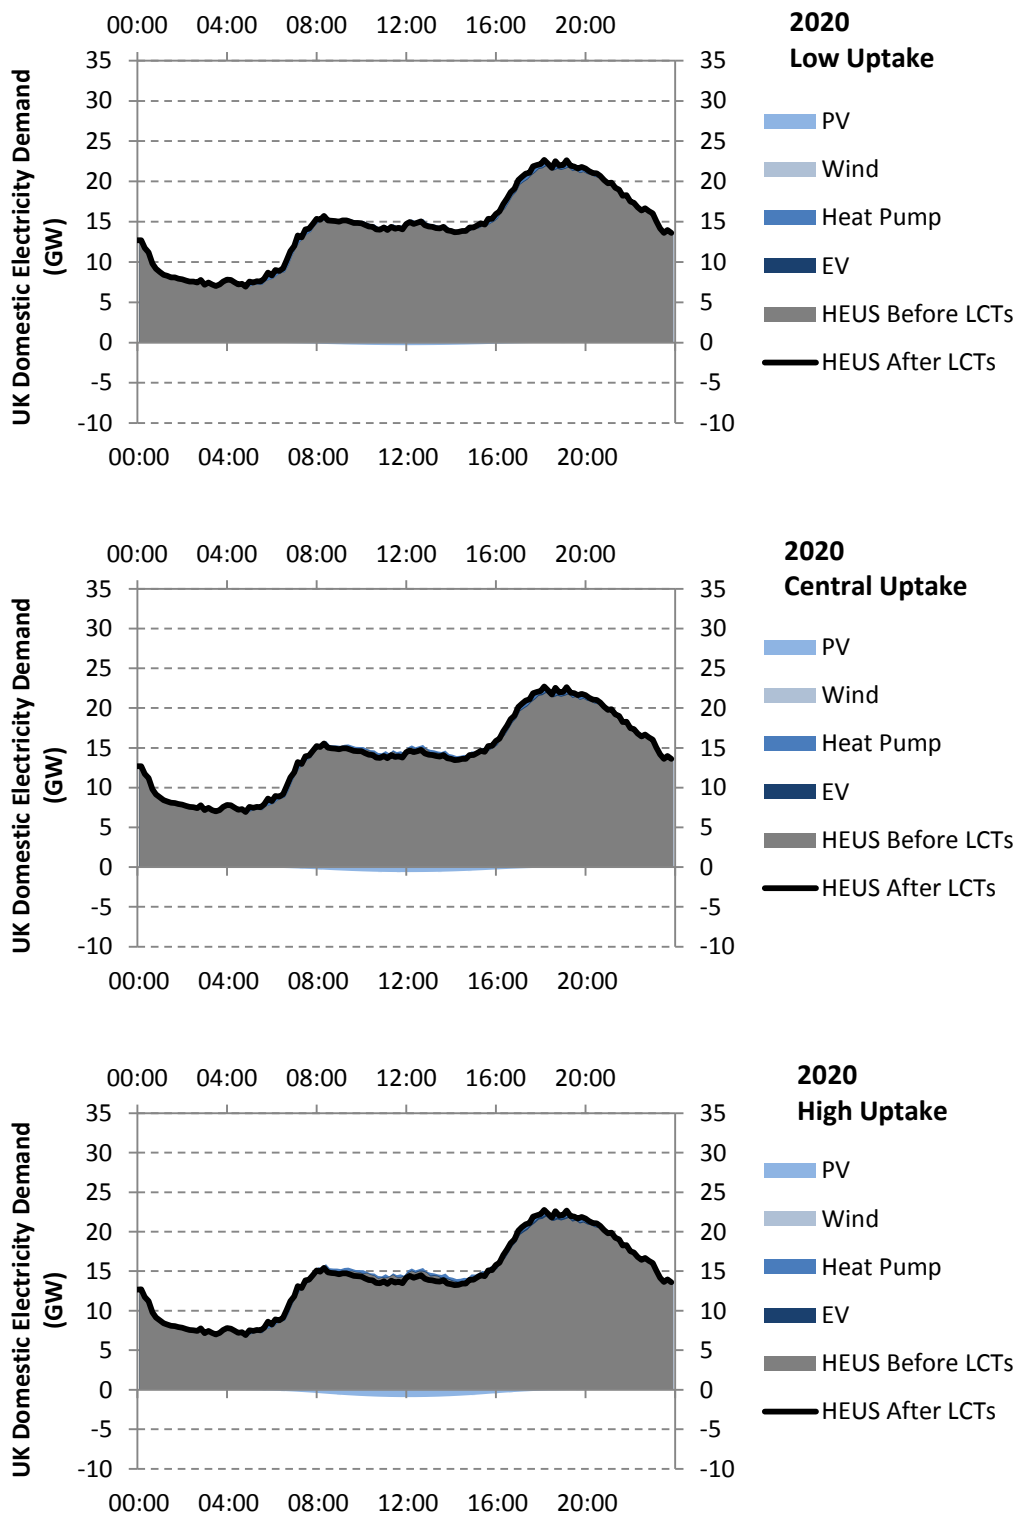 00:00 04:00 08:00 12:00 16:00 20:00
2020
Low Uptake
UK Domestic Electricity Demand
(GW)
35 35
30 30
25 25
20 20
15 15
10 10
5 5
0 0
-5 -5
-10 -10
00:00 04:00 08:00 12:00 16:00 20:00
PV
Wind
Heat Pump
EV
HEUS Before LCTs
HEUS After LCTs
00:00 04:00 08:00 12:00 16:00 20:00
2020
Central Uptake
UK Domestic Electricity Demand
(GW)
35 35
30 30
25 25
20 20
15 15
10 10
5 5
0 0
-5 -5
-10 -10
00:00 04:00 08:00 12:00 16:00 20:00
PV
Wind
Heat Pump
EV
HEUS Before LCTs
HEUS After LCTs
00:00 04:00 08:00 12:00 16:00 20:00
2020
High Uptake
UK Domestic Electricity Demand
(GW)
35 35
30 30
25 25
20 20
15 15
10 10
5 5
0 0
-5 -5
-10 -10
00:00 04:00 08:00 12:00 16:00 20:00
PV
Wind
Heat Pump
EV
HEUS Before LCTs
HEUS After LCTs